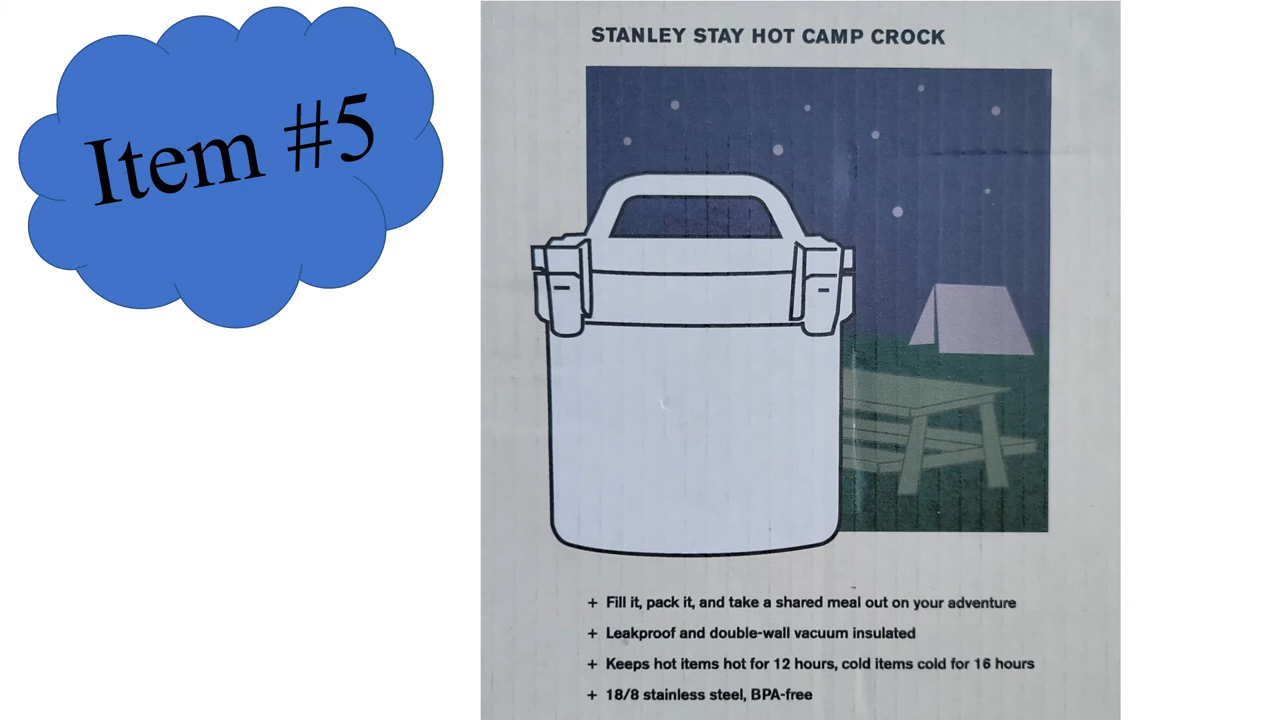 Item #5
STANLEY STAY HOT CAMP CROCK
+ Fill it, pack it, and take a shared meal out on your adventure
+ Leakproof and double-wall vacuum insulated
+ Keeps hot items hot for 12 hours, cold items cold for 16 hours
+ 18/8 stainless steel, BPA-free